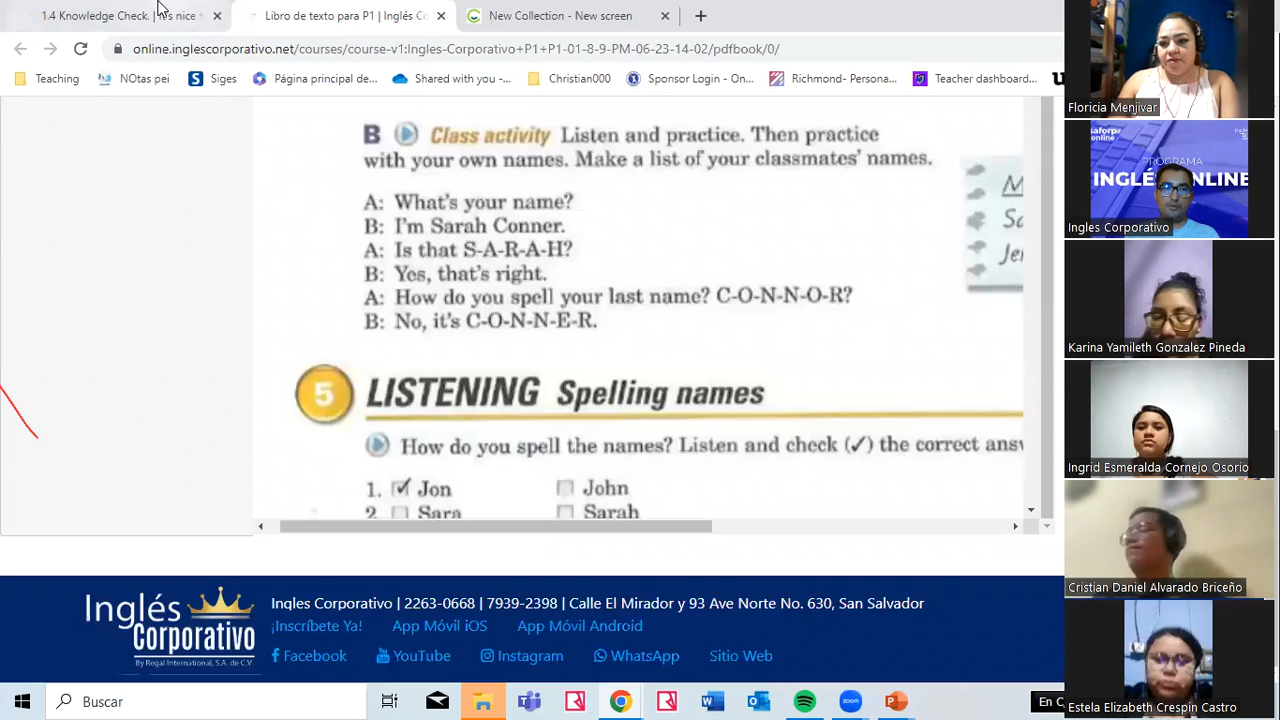 1.4 Knowledge Check. | It's nice t
Libro de texto para P1 | Inglés Co
New Collection - New screen
online.inglescorporativo.net/courses/course-v1:Ingles-Corporativo+P1+P1-01-8-9-PM-06-23-14-02/pdfbook/0/
Teaching
NOtas pei
Siges
Página principal de...
Shared with you -...
Christian000
Sponsor Login - On...
Richmond- Persona...
Teacher dashboard...
B Class activity Listen and practice. Then practice
with your own names. Make a list of your classmates' names.
A: What's your name?
B: I'm Sarah Conner.
A: Is that S-A-R-A-H?
B: Yes, that's right.
A: How do you spell your last name? C-O-N-N-O-R?
B: No, it's C-O-N-N-E-R.
M
Sa
Jer
5 LISTENING Spelling names
How do you spell the names? Listen and check (✓) the correct ans
1. ✓ Jon
John
2. Sara
Sarah
Inglés
Corporativo
By Regal International, S.A. de C.V.
Ingles Corporativo | 2263-0668 | 7939-2398 | Calle El Mirador y 93 Ave Norte No. 630, San Salvador
¡Inscríbete Ya!
App Móvil iOS
App Móvil Android
Facebook
YouTube
Instagram
WhatsApp
Sitio Web
Buscar
En C
Floricia Menjivar
PROGRAMA
INGLÉ ONLINE
Ingles Corporativo
Karina Yamileth Gonzalez Pineda
Ingrid Esmeralda Cornejo Osorio
Cristian Daniel Alvarado Briceño
Estela Elizabeth Crespin Castro